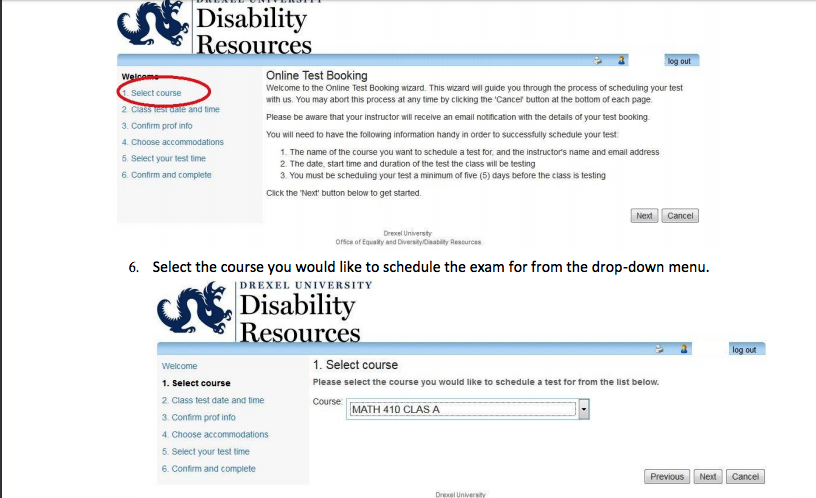 DREXEL UNIVERSITY
Disability
Resources
log out
Welcome
1. Select course
2. Class test date and time
3. Confirm prof info
4. Choose accommodations
5. Select your test time
6. Confirm and complete
Online Test Booking
Welcome to the Online Test Booking wizard. This wizard will guide you through the process of scheduling your test
with us. You may abort this process at any time by clicking the 'Cancel' button at the bottom of each page.
Please be aware that your instructor will receive an email notification with the details of your test booking.
You will need to have the following information handy in order to successfully schedule your test:
1. The name of the course you want to schedule a test for, and the instructor's name and email address
2. The date, start time and duration of the test the class will be testing
3. You must be scheduling your test a minimum of five (5) days before the class is testing
Click the 'Next' button below to get started.
Next Cancel
Drexel University
Office of Equality and Diversity/Disability Resources
6. Select the course you would like to schedule the exam for from the drop-down menu.
DREXEL UNIVERSITY
Disability
Resources
log out
Welcome
1. Select course
2. Class test date and time
3. Confirm prof info
4. Choose accommodations
5. Select your test time
6. Confirm and complete
1. Select course
Please select the course you would like to schedule a test for from the list below.
Course: MATH 410 CLAS A
Previous Next Cancel
Drexel University